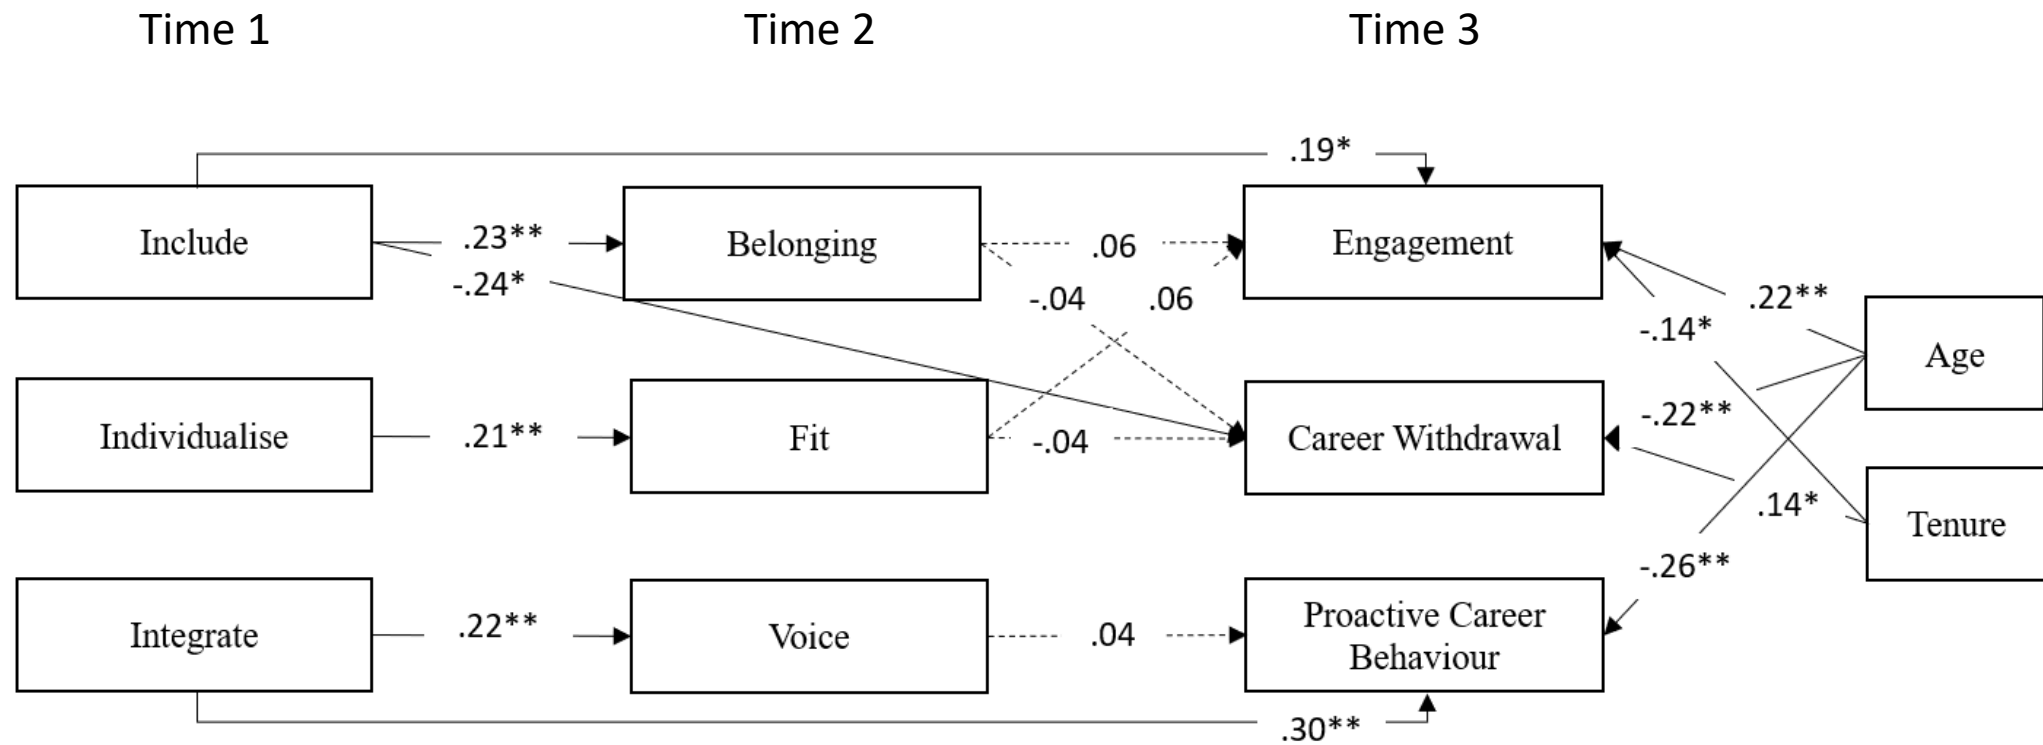 Time 1
Time 2
Time 3
.19*
Include
.23**
-.24*
Belonging
.06
-.04
.06
Engagement
.22**
-.14*
Age
Individualise
.21**
Fit
-.04
Career Withdrawal
-.22**
.14*
Tenure
-.26**
Integrate
.22**
Voice
.04
Proactive Career
Behaviour
.30**